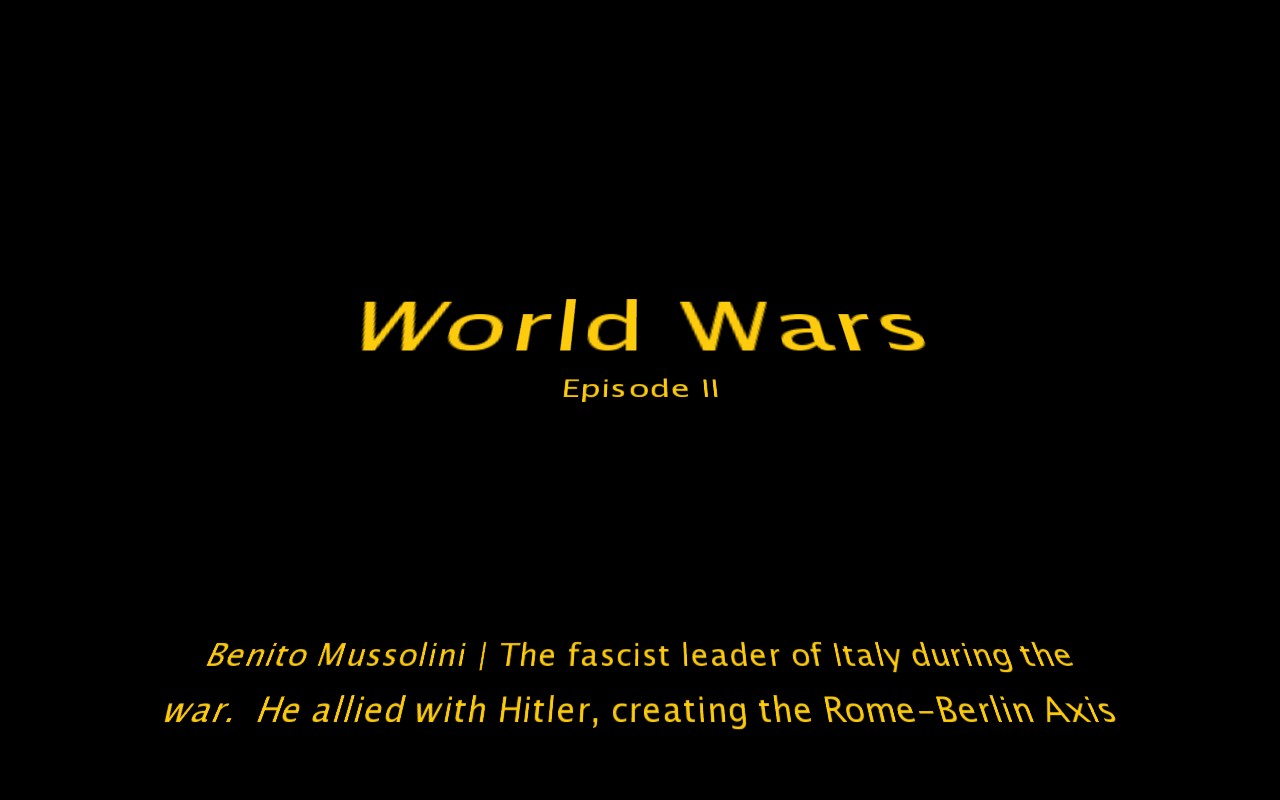 World Wars
Episode II
Benito Mussolini | The fascist leader of Italy during the
war.  He allied with Hitler, creating the Rome-Berlin Axis